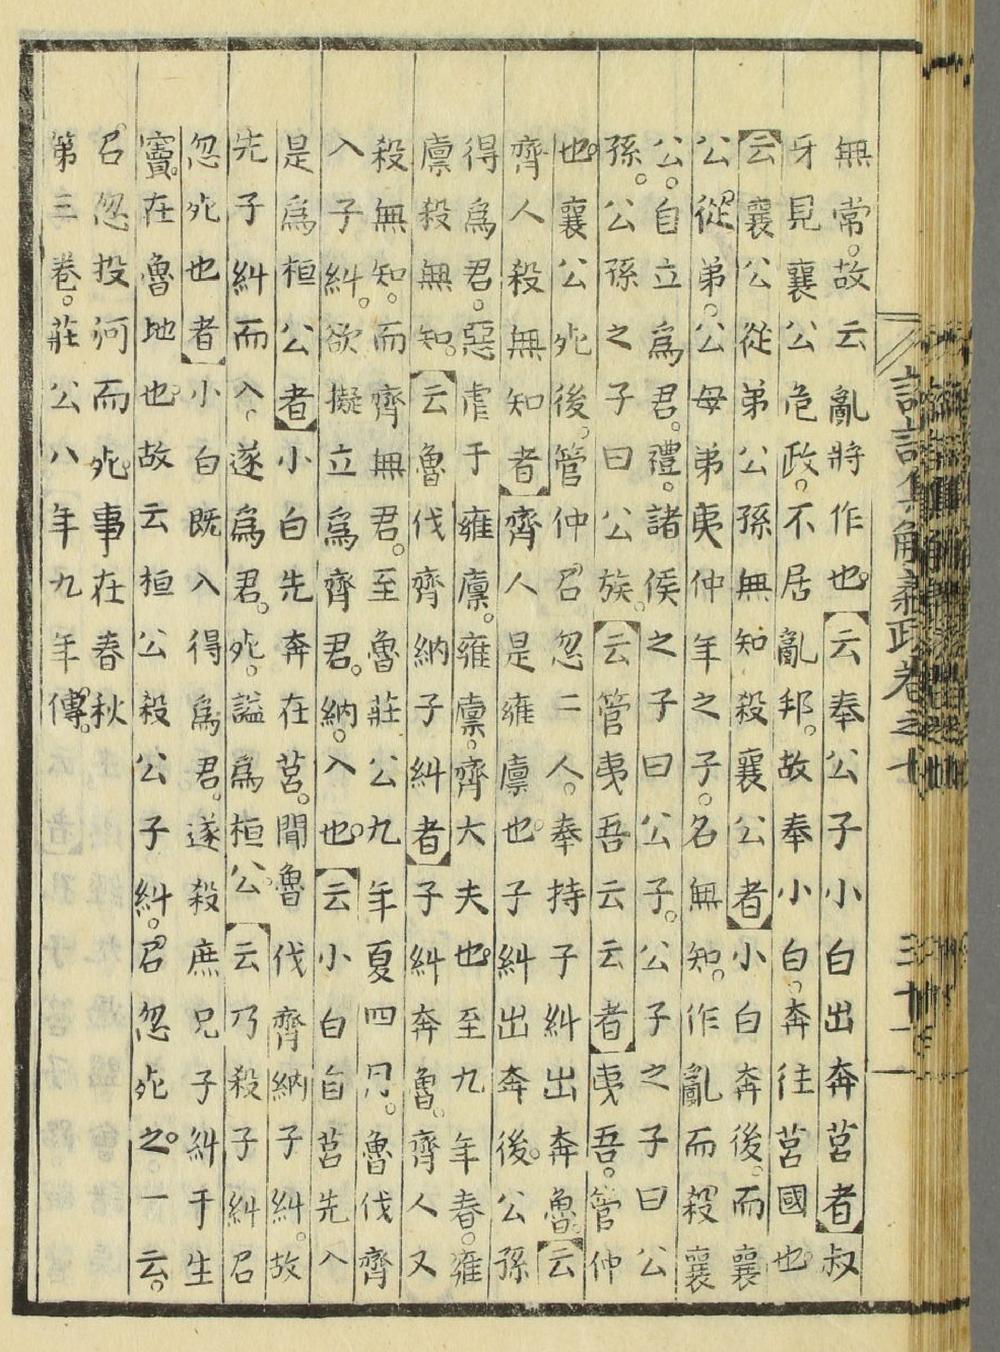 無常。故云亂將作也。【云奉公子小白出奔莒者】叔
牙見襄公危政。不居亂邦。故奉小白。奔往莒國也。
【云襄公從弟公孫無知殺襄公者】小白奔後。而襄
公從弟。公母弟夷仲年之子。名無知。作亂而殺襄
公。自立爲君。禮。諸侯之子曰公子。公子之子曰公
孫。公孫之子曰公族。【云管夷吾云云者】夷吾。管仲
也。襄公死後。管仲召忽二人。奉持子糾出奔魯。【云
齊人殺無知者】齊人是雍廩也。子糾出奔後。公孫
得爲君。惡虐于雍廩。雍廩。齊大夫也。至九年春。雍
廩殺無知。【云魯伐齊納子糾者】子糾奔魯。齊人又
殺無知。而齊無君。至魯莊公九年夏四月。魯伐齊
入子糾。欲擬立爲齊君。納。入也。【云小白自莒先入
是爲桓公者】小白先奔在莒。聞魯伐齊納子糾。故
先子糾而入。遂爲君。死。謚爲桓公。【云乃殺子糾召
忽死也者】小白既入得爲君。遂殺庶兄子糾于生
竇。在魯地也。故云桓公殺公子糾。召忽死之。一云。
召忽投河而死。事在春秋
第三卷。莊公八年九年傳。